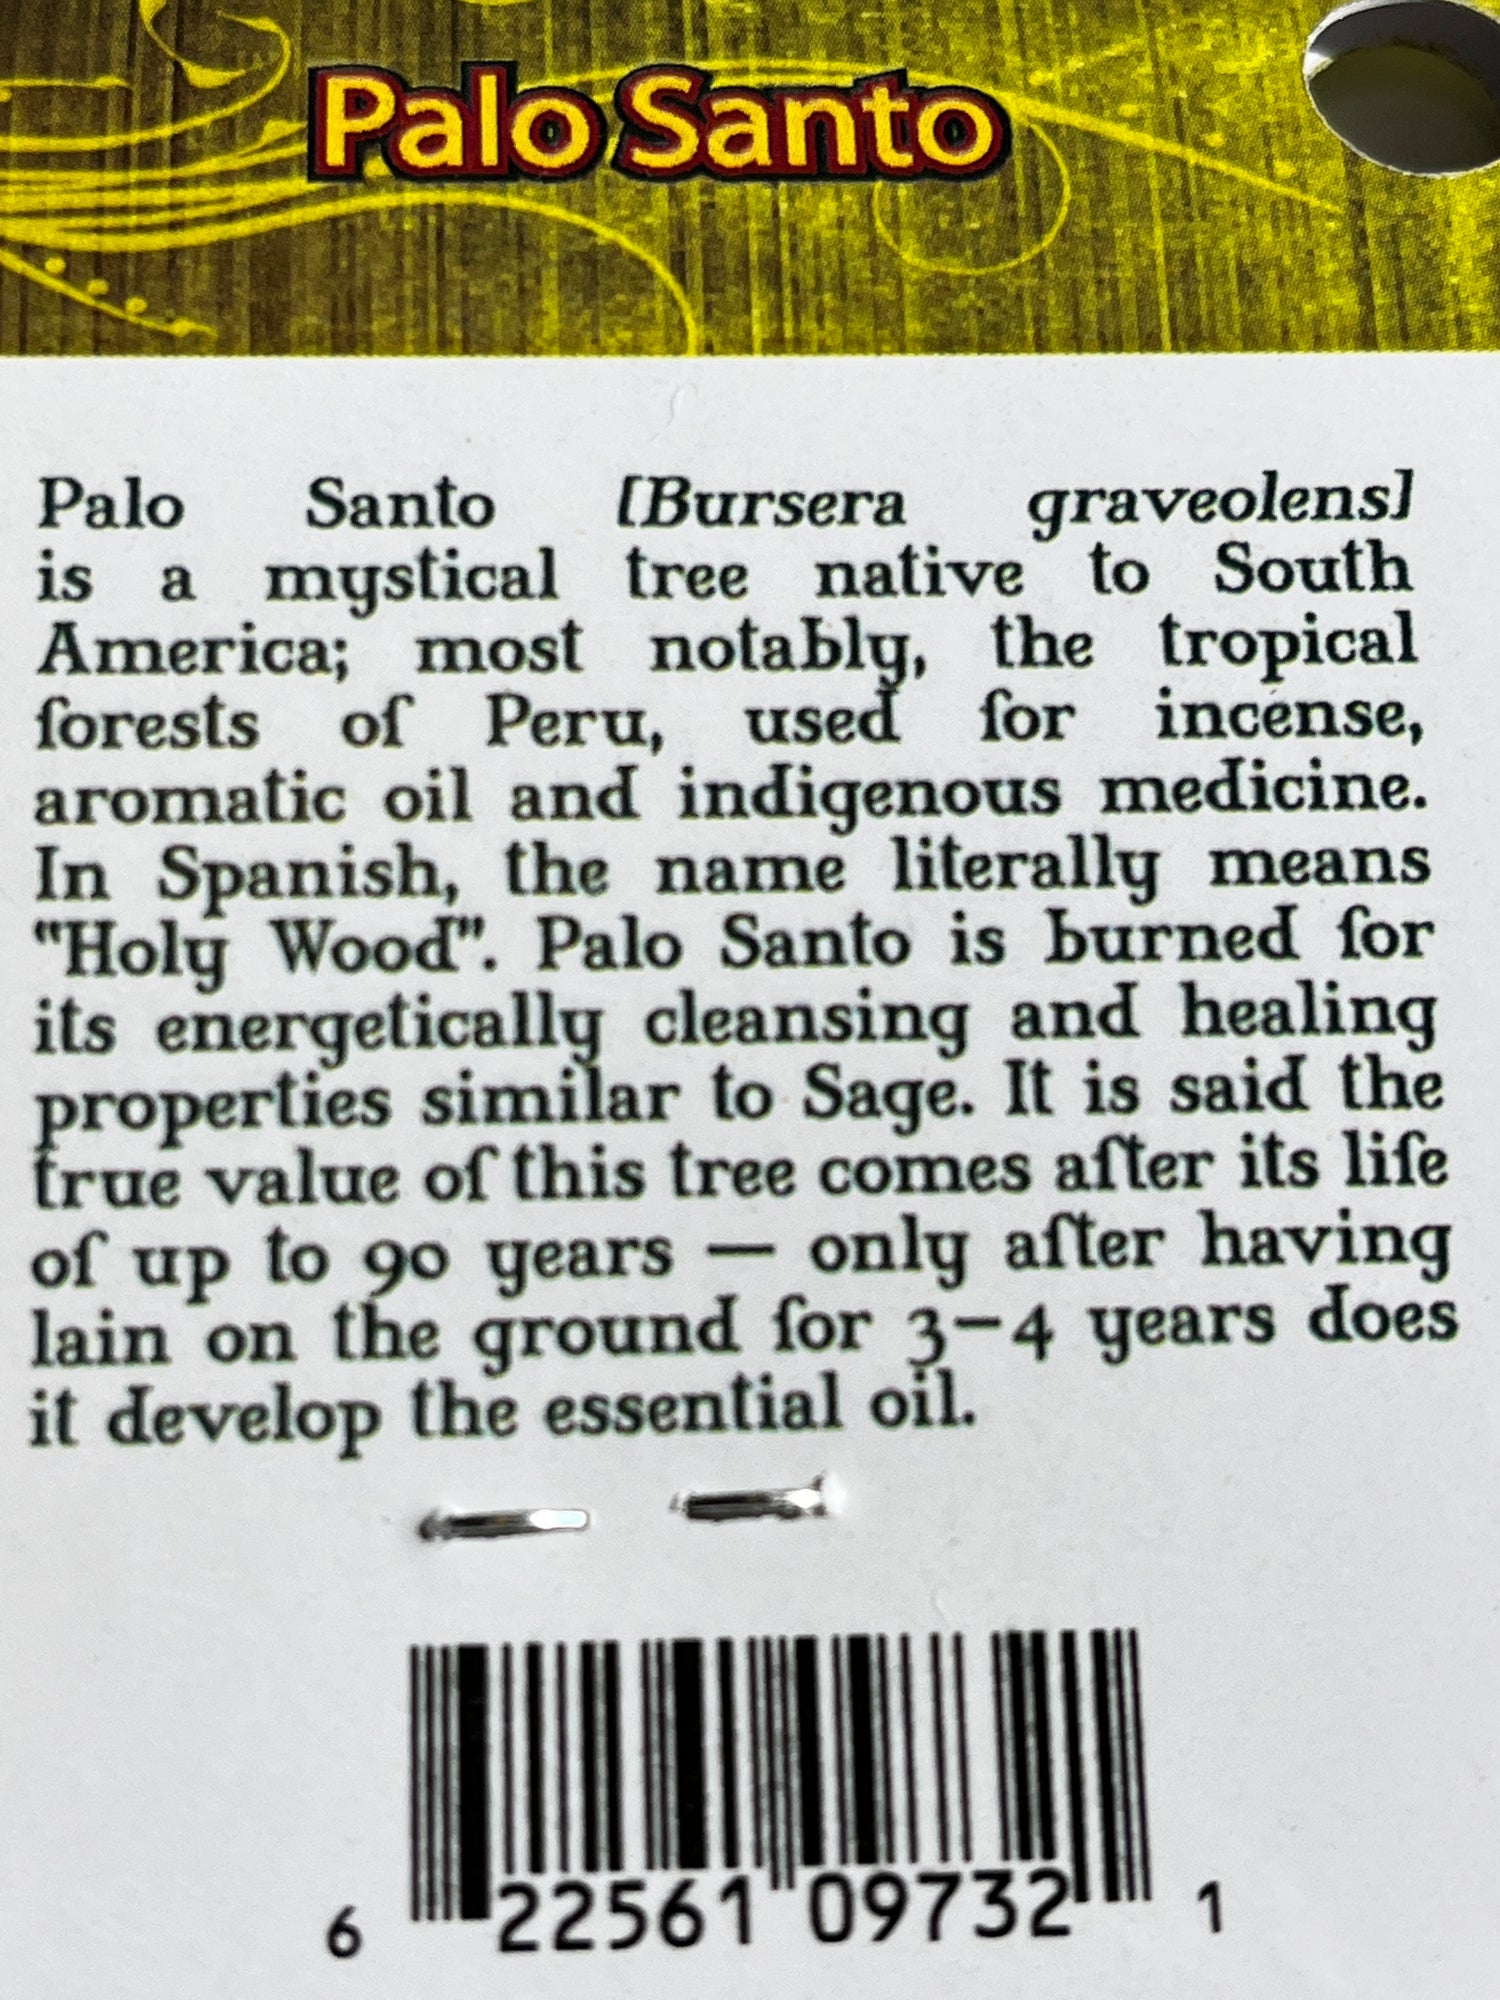 Palo Santo
Palo Santo [Bursera graveolens]
is a mystical tree native to South
America; most notably, the tropical
forests of Peru, used for incense,
aromatic oil and indigenous medicine.
In Spanish, the name literally means
"Holy Wood". Palo Santo is burned for
its energetically cleansing and healing
properties similar to Sage. It is said the
true value of this tree comes after its life
of up to 90 years — only after having
lain on the ground for 3–4 years does
it develop the essential oil.
6 22561 09732 1